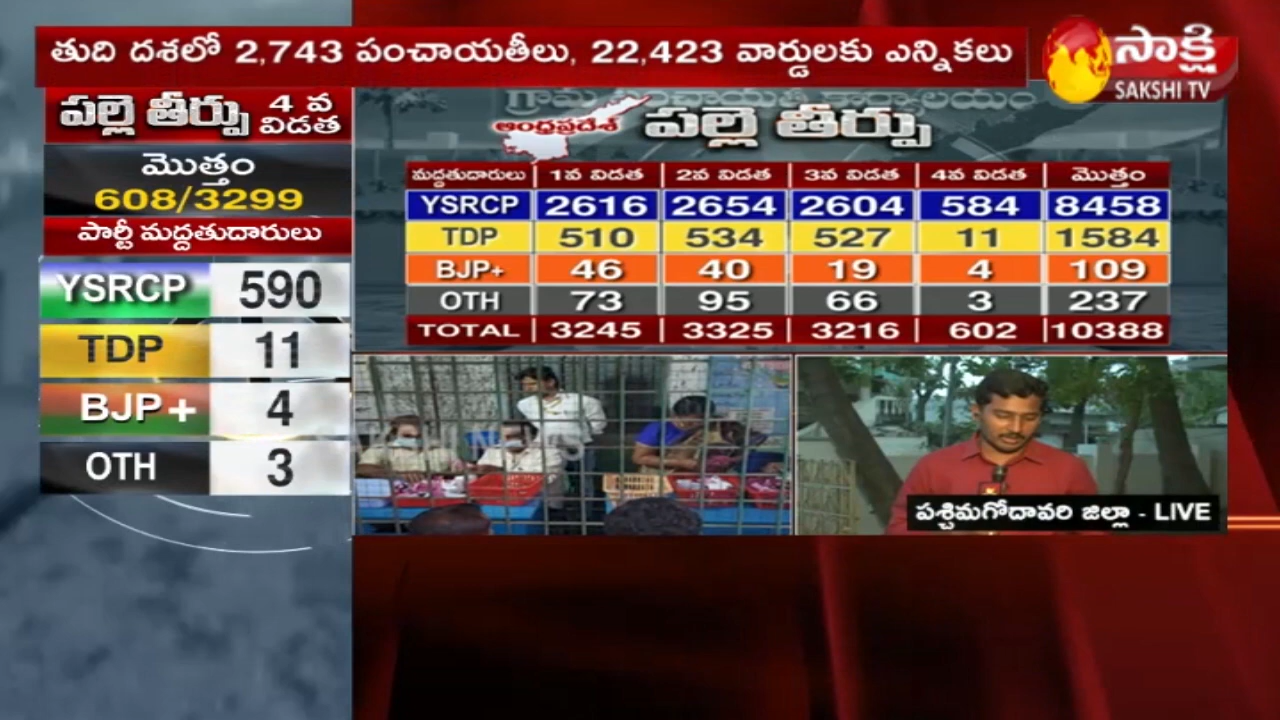 తుది దశలో 2,743 పంచాయతీలు, 22,423 వార్డులకు ఎన్నికలు
సాక్షి
SAKSHI TV
పల్లె తీర్పు 4 వ విడత
మొత్తం
608/3299
పార్టీ మద్దతుదారులు
YSRCP 590
TDP 11
BJP+ 4
OTH 3
గ్రామ పంచాయతీ కార్యాలయం
ఆంధ్రప్రదేశ్ పల్లె తీర్పు
మద్దతుదారులు 1వ విడత 2వ విడత 3వ విడత 4వ విడత మొత్తం
YSRCP 2616 2654 2604 584 8458
TDP 510 534 527 11 1584
BJP+ 46 40 19 4 109
OTH 73 95 66 3 237
TOTAL 3245 3325 3216 602 10388
పశ్చిమగోదావరి జిల్లా - LIVE